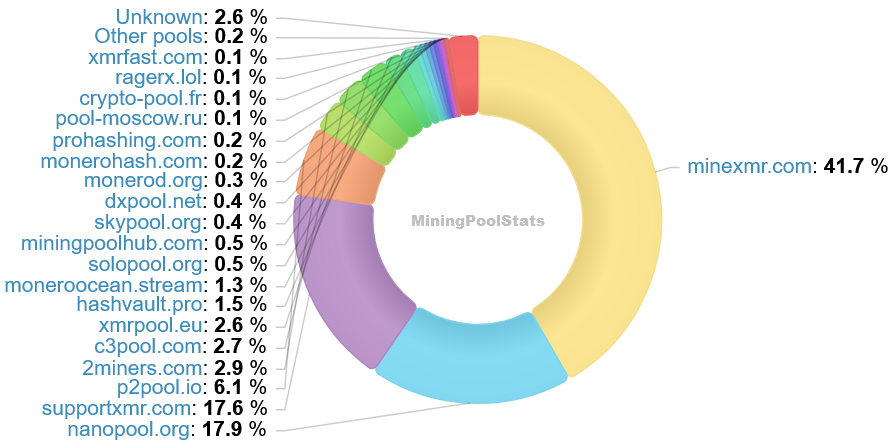 Unknown: 2.6 %
Other pools: 0.2 %
xmrfast.com: 0.1 %
ragerx.lol: 0.1 %
crypto-pool.fr: 0.1 %
pool-moscow.ru: 0.1 %
prohashing.com: 0.2 %
monerohash.com: 0.2 %
monerod.org: 0.3 %
dxpool.net: 0.4 %
skypool.org: 0.4 %
miningpoolhub.com: 0.5 %
solopool.org: 0.5 %
moneroocean.stream: 1.3 %
hashvault.pro: 1.5 %
xmrpool.eu: 2.6 %
c3pool.com: 2.7 %
2miners.com: 2.9 %
p2pool.io: 6.1 %
supportxmr.com: 17.6 %
nanopool.org: 17.9 %
MiningPoolStats
minexmr.com: 41.7 %